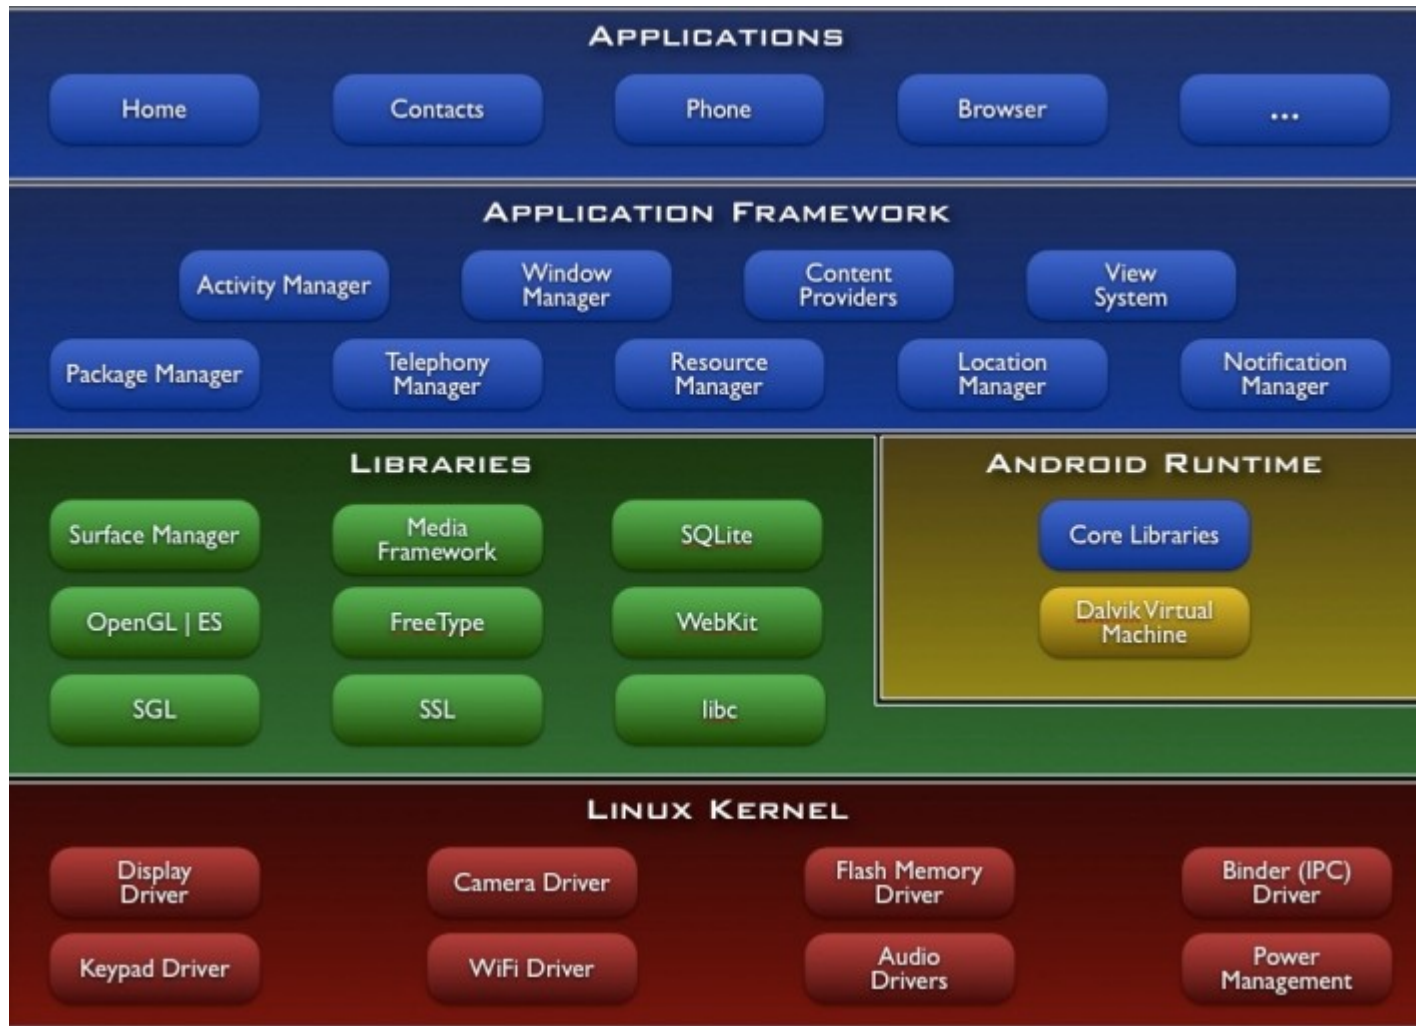 APPLICATIONS
Home
Contacts
Phone
Browser
...
APPLICATION FRAMEWORK
Activity Manager
Window
Manager
Content
Providers
View
System
Package Manager
Telephony
Manager
Resource
Manager
Location
Manager
Notification
Manager
LIBRARIES
Surface Manager
Media
Framework
SQLite
OpenGL | ES
FreeType
WebKit
SGL
SSL
libc
ANDROID RUNTIME
Core Libraries
Dalvik Virtual
Machine
LINUX KERNEL
Display
Driver
Camera Driver
Flash Memory
Driver
Binder (IPC)
Driver
Keypad Driver
WiFi Driver
Audio
Drivers
Power
Management